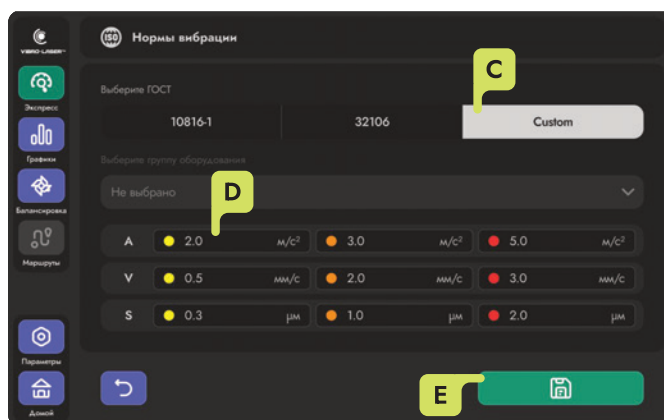 VIBRO-LASER™
ISO
Нормы вибрации
C
Экспресс
Выберите ГОСТ
10816-1 32106 Custom
Графики
Выберите группу оборудования
Не выбрано
D
Балансировка
A 2.0 м/с² 3.0 м/с² 5.0 м/с²
Маршруты
V 0.5 мм/с 2.0 мм/с 3.0 мм/с
S 0.3 μм 1.0 μм 2.0 μм
Параметры
E
Домой